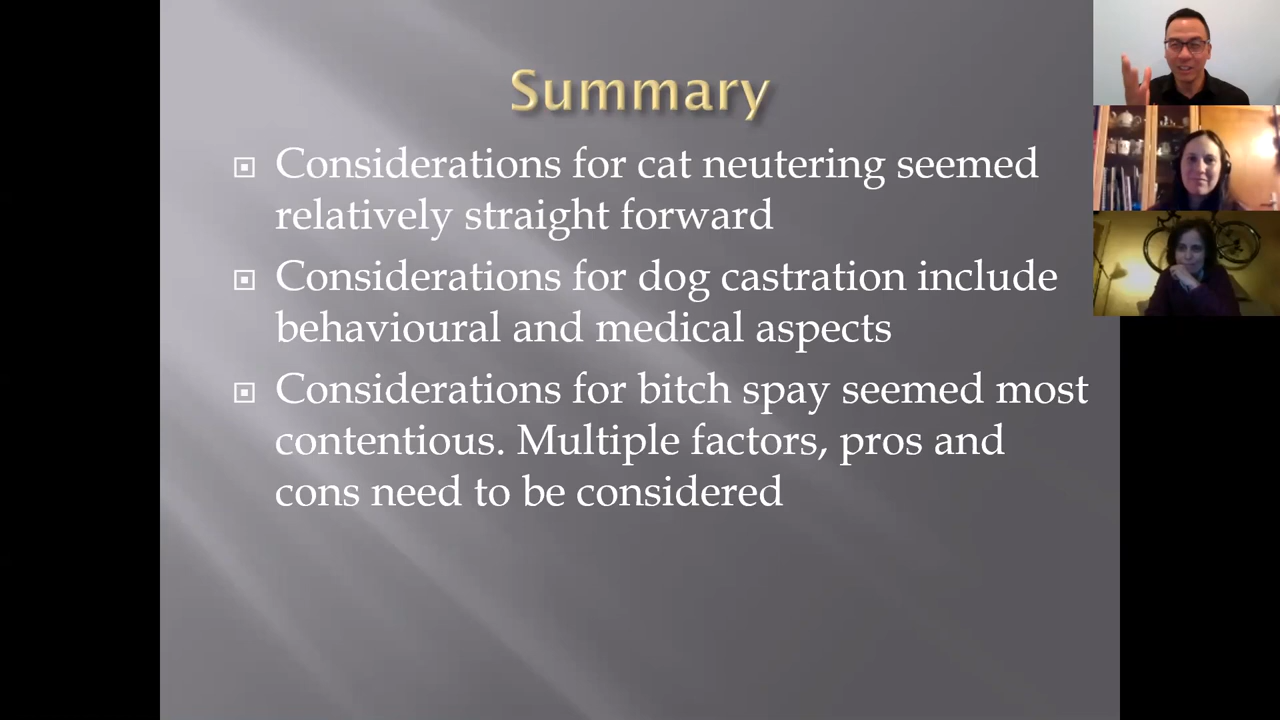 Summary
Considerations for cat neutering seemed
relatively straight forward
Considerations for dog castration include
behavioural and medical aspects
Considerations for bitch spay seemed most
contentious. Multiple factors, pros and
cons need to be considered